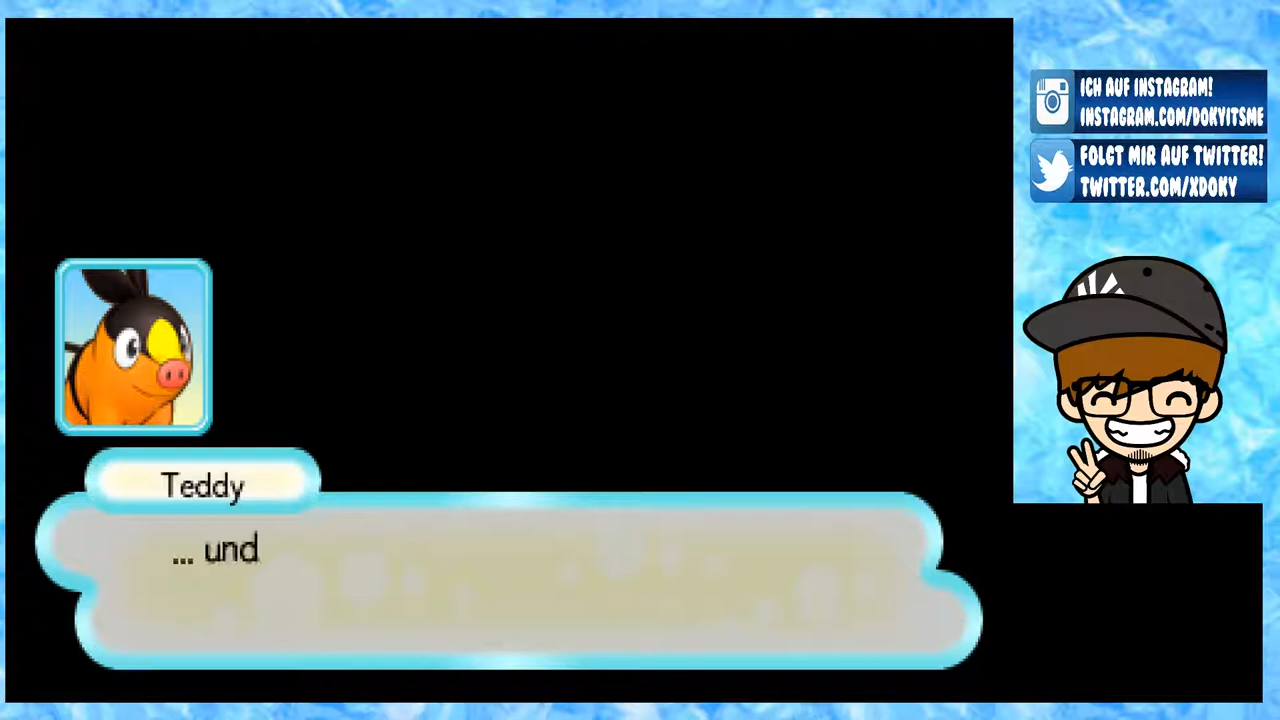 ICH AUF INSTAGRAM!
INSTAGRAM.COM/DOKYITSME
FOLGT MIR AUF TWITTER!
TWITTER.COM/XDOKY
Teddy
... und